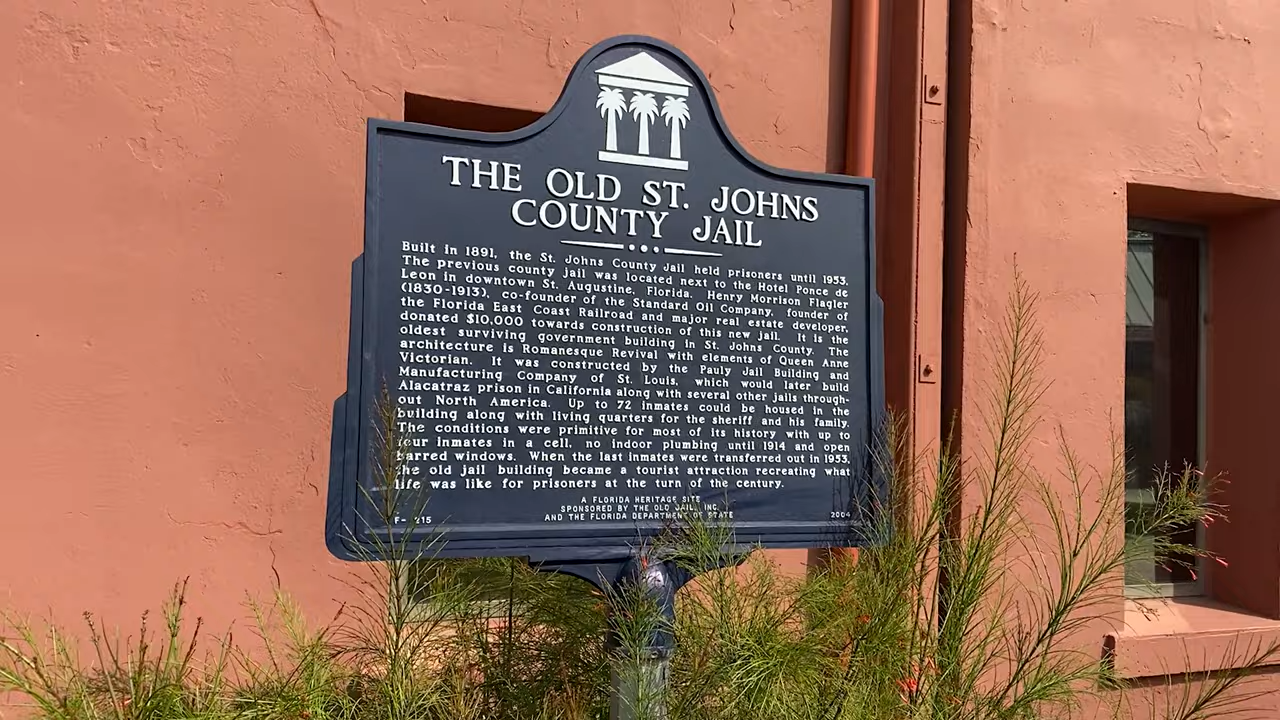 THE OLD ST. JOHNS
COUNTY JAIL
Built in 1891, the St. Johns County Jail held prisoners until 1953.
The previous county jail was located next to the Hotel Ponce de
Leon in downtown St. Augustine, Florida. Henry Morrison Flagler
(1830-1913), co-founder of the Standard Oil Company, founder of
the Florida East Coast Railroad and major real estate developer,
donated $10,000 towards construction of this new jail. It is the
oldest surviving government building in St. Johns County. The
architecture is Romanesque Revival with elements of Queen Anne
Victorian. It was constructed by the Pauly Jail Building and
Manufacturing Company of St. Louis, which would later build
Alacatraz prison in California along with several other jails through-
out North America. Up to 72 inmates could be housed in the
building along with living quarters for the sheriff and his family.
The conditions were primitive for most of its history with up to
four inmates in a cell, no indoor plumbing until 1914 and open
barred windows. When the last inmates were transferred out in 1953,
the old jail building became a tourist attraction recreating what
life was like for prisoners at the turn of the century.
A FLORIDA HERITAGE SITE
SPONSORED BY THE OLD JAIL, INC.
AND THE FLORIDA DEPARTMENT OF STATE
F- 215
2004